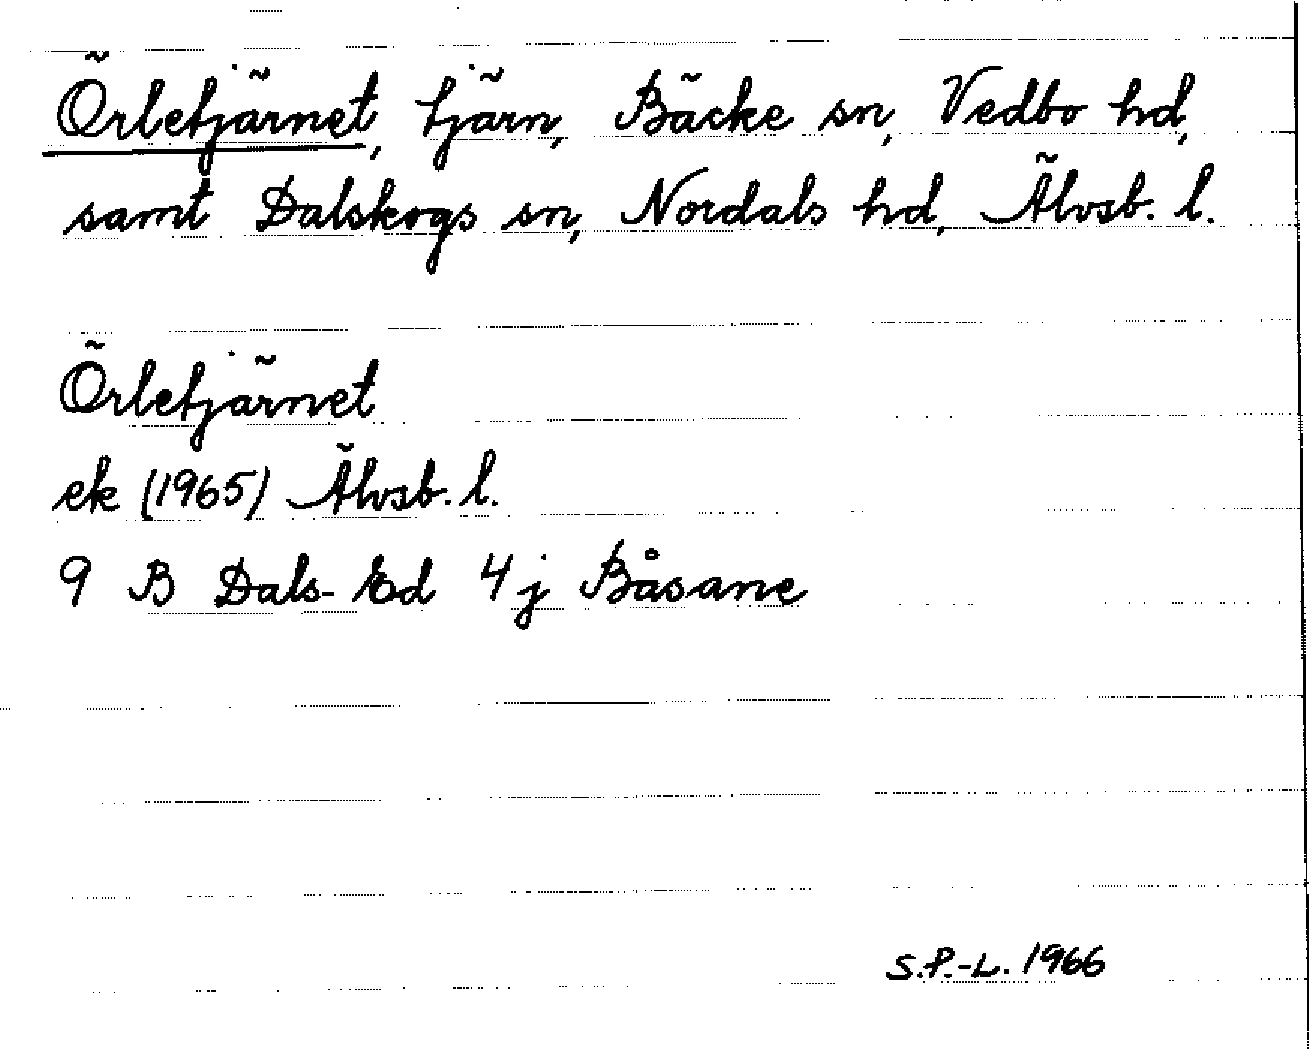 Örletjärnet, tjärn, Bäcke sn, Vedbo hd,
samt Dalskogs sn, Nordals hd, Älvsb. l.
Örletjärnet
ek (1965) Älvsb. l.
9 B Dals-Ed 4j Båsane
S.P.-L. 1966